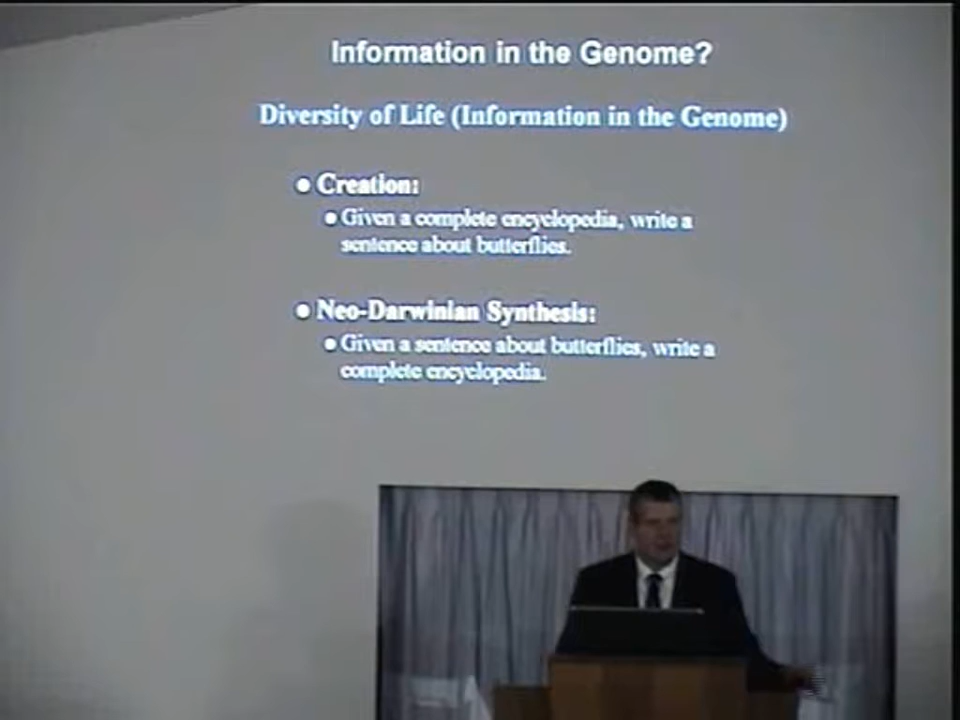 Information in the Genome?
Diversity of Life (Information in the Genome)
● Creation:
● Given a complete encyclopedia, write a
sentence about butterflies.
● Neo-Darwinian Synthesis:
● Given a sentence about butterflies, write a
complete encyclopedia.